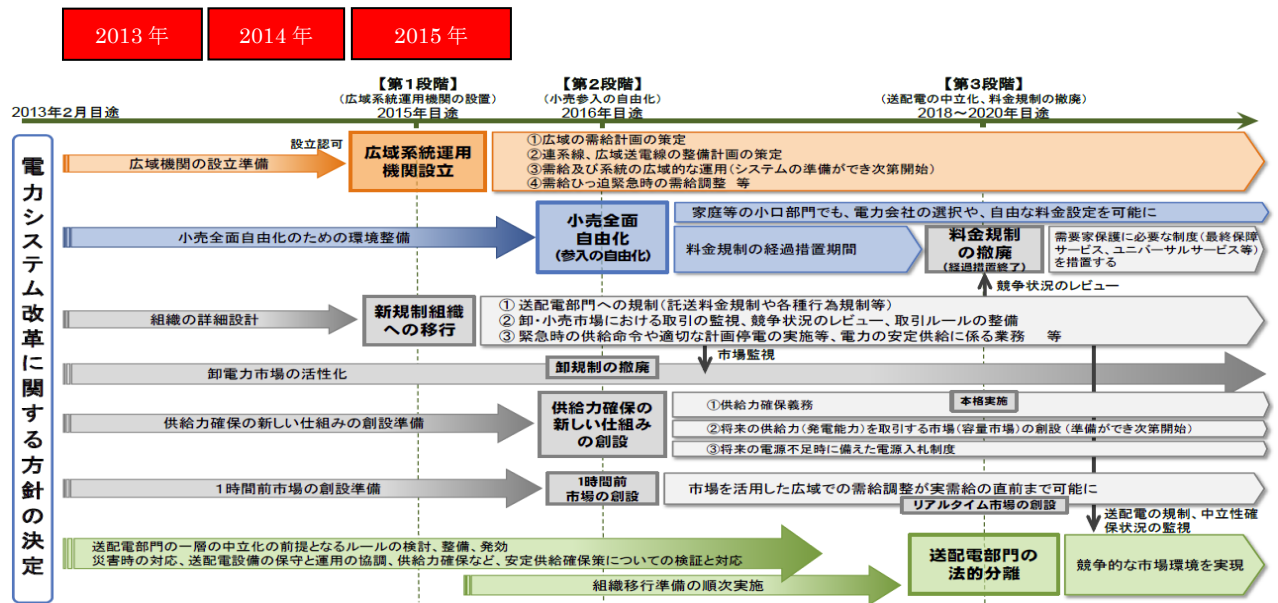 2013 年
2014 年
2015 年
【第1段階】
(広域系統運用機関の設置)
2015年目途
【第2段階】
(小売参入の自由化)
2016年目途
【第3段階】
(送配電の中立化、料金規制の撤廃)
2018～2020年目途
2013年2月目途
電力システム改革に関する方針の決定
広域機関の設立準備
設立認可
広域系統運用
機関設立
①広域の需給計画の策定
②連系線、広域送電線の整備計画の策定
③需給及び系統の広域的な運用(システムの準備ができ次第開始)
④需給ひっ迫緊急時の需給調整 等
小売全面自由化のための環境整備
小売全面
自由化
(参入の自由化)
家庭等の小口部門でも、電力会社の選択や、自由な料金設定を可能に
料金規制の経過措置期間
料金規制
の撤廃
(経過措置終了)
需要家保護に必要な制度(最終保障
サービス、ユニバーサルサービス等)
を措置する
競争状況のレビュー
組織の詳細設計
新規制組織
への移行
① 送配電部門への規制(託送料金規制や各種行為規制等)
② 卸・小売市場における取引の監視、競争状況のレビュー、取引ルールの整備
③ 緊急時の供給命令や適切な計画停電の実施等、電力の安定供給に係る業務 等
市場監視
卸電力市場の活性化
卸規制の撤廃
供給力確保の新しい仕組みの創設準備
供給力確保の
新しい仕組み
の創設
①供給力確保義務
本格実施
②将来の供給力(発電能力)を取引する市場(容量市場)の創設(準備ができ次第開始)
③将来の電源不足時に備えた電源入札制度
1時間前市場の創設準備
1時間前
市場の創設
市場を活用した広域での需給調整が実需給の直前まで可能に
リアルタイム市場の創設
送配電の規制、中立性確
保状況の監視
送配電部門の一層の中立化の前提となるルールの検討、整備、発効
災害時の対応、送配電設備の保守と運用の協調、供給力確保など、安定供給確保策についての検証と対応
組織移行準備の順次実施
送配電部門の
法的分離
競争的な市場環境を実現